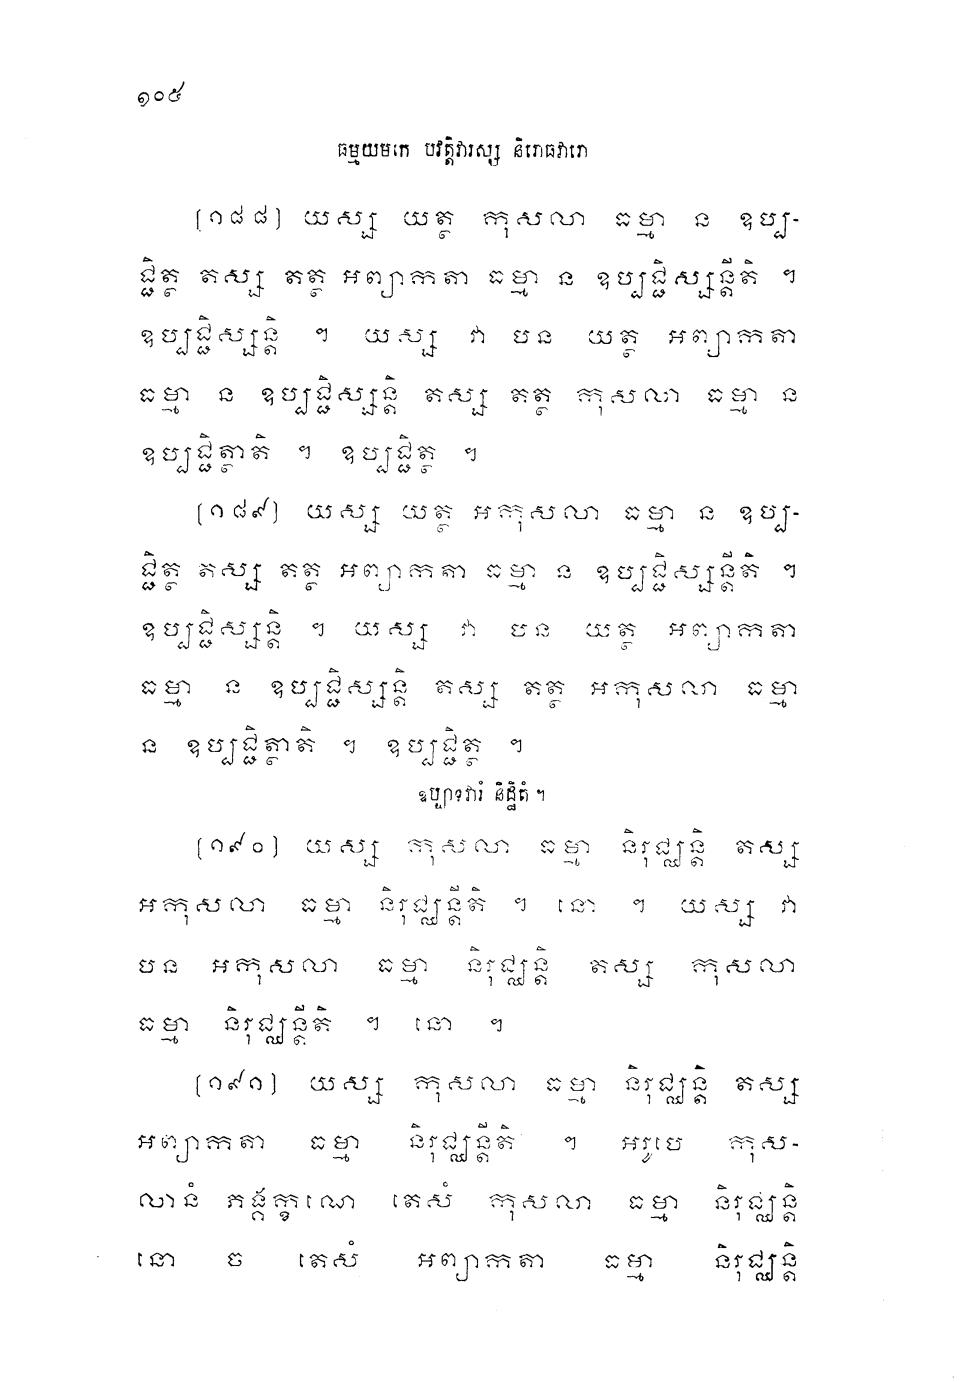 ១០៥
ធម្មយមកេ បវត្តិវារស្ស និរោធវារោ
(១៨៨) យស្ស យត្ថ កុសលា ធម្មា ន ឧប្ប-
ជ្ជិត្ថ តស្ស តត្ថ អព្យាកតា ធម្មា ន ឧប្បជ្ជិស្សន្តីតិ ។
ឧប្បជ្ជិស្សន្តិ ។ យស្ស វា បន យត្ថ អព្យាកតា
ធម្មា ន ឧប្បជ្ជិស្សន្តិ តស្ស តត្ថ កុសលា ធម្មា ន
ឧប្បជ្ជិត្ថាតិ ។ ឧប្បជ្ជិត្ថ ។
(១៨៩) យស្ស យត្ថ អកុសលា ធម្មា ន ឧប្ប-
ជ្ជិត្ថ តស្ស តត្ថ អព្យាកតា ធម្មា ន ឧប្បជ្ជិស្សន្តីតិ ។
ឧប្បជ្ជិស្សន្តិ ។ យស្ស វា បន យត្ថ អព្យាកតា
ធម្មា ន ឧប្បជ្ជិស្សន្តិ តស្ស តត្ថ អកុសលា ធម្មា
ន ឧប្បជ្ជិត្ថាតិ ។ ឧប្បជ្ជិត្ថ ។
ឧប្បាទវារំ និដ្ឋិតំ ។
(១៩០) យស្ស កុសលា ធម្មា និរុជ្ឈន្តិ តស្ស
អកុសលា ធម្មា និរុជ្ឈន្តីតិ ។ នោ ។ យស្ស វា
បន អកុសលា ធម្មា និរុជ្ឈន្តិ តស្ស កុសលា
ធម្មា និរុជ្ឈន្តីតិ ។ នោ ។
(១៩១) យស្ស កុសលា ធម្មា និរុជ្ឈន្តិ តស្ស
អព្យាកតា ធម្មា និរុជ្ឈន្តីតិ ។ អរូបេ កុស-
លានំ ភង្គក្ខណេ តេសំ កុសលា ធម្មា និរុជ្ឈន្តិ
នោ ច តេសំ អព្យាកតា ធម្មា និរុជ្ឈន្តិ